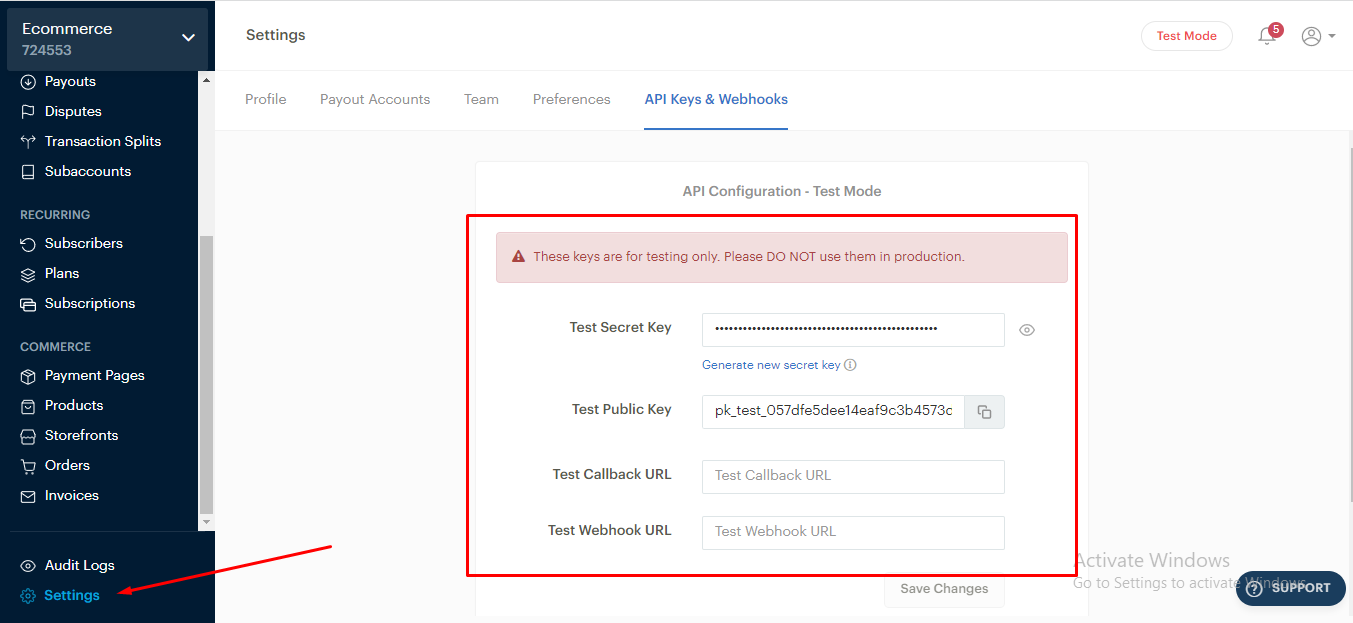 Ecommerce
724553
Payouts
Disputes
Transaction Splits
Subaccounts
RECURRING
Subscribers
Plans
Subscriptions
COMMERCE
Payment Pages
Products
Storefronts
Orders
Invoices
Audit Logs
Settings
Settings
Test Mode
5
Profile
Payout Accounts
Team
Preferences
API Keys & Webhooks
API Configuration - Test Mode
These keys are for testing only. Please DO NOT use them in production.
Test Secret Key
••••••••••••••••••••••••••••••••••••••••••••••••
Generate new secret key
Test Public Key
pk_test_057dfe5dee14eaf9c3b4573c
Test Callback URL
Test Callback URL
Test Webhook URL
Test Webhook URL
Save Changes
Activate Windows
Go to Settings to activate Windows.
SUPPORT